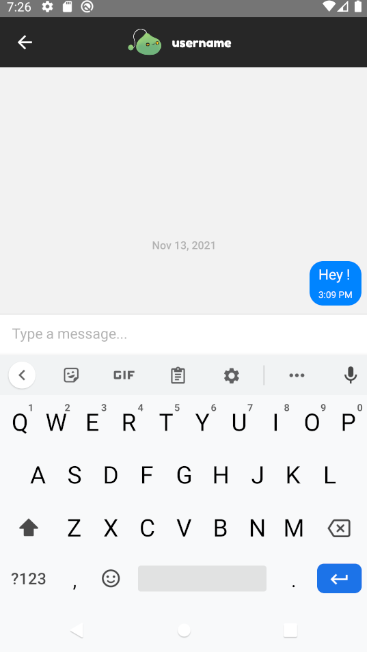 7:26
username
Nov 13, 2021
Hey !
3:09 PM
Type a message...
GIF
1 2 3 4 5 6 7 8 9 0
Q W E R T Y U I O P
A S D F G H J K L
Z X C V B N M
?123 , .